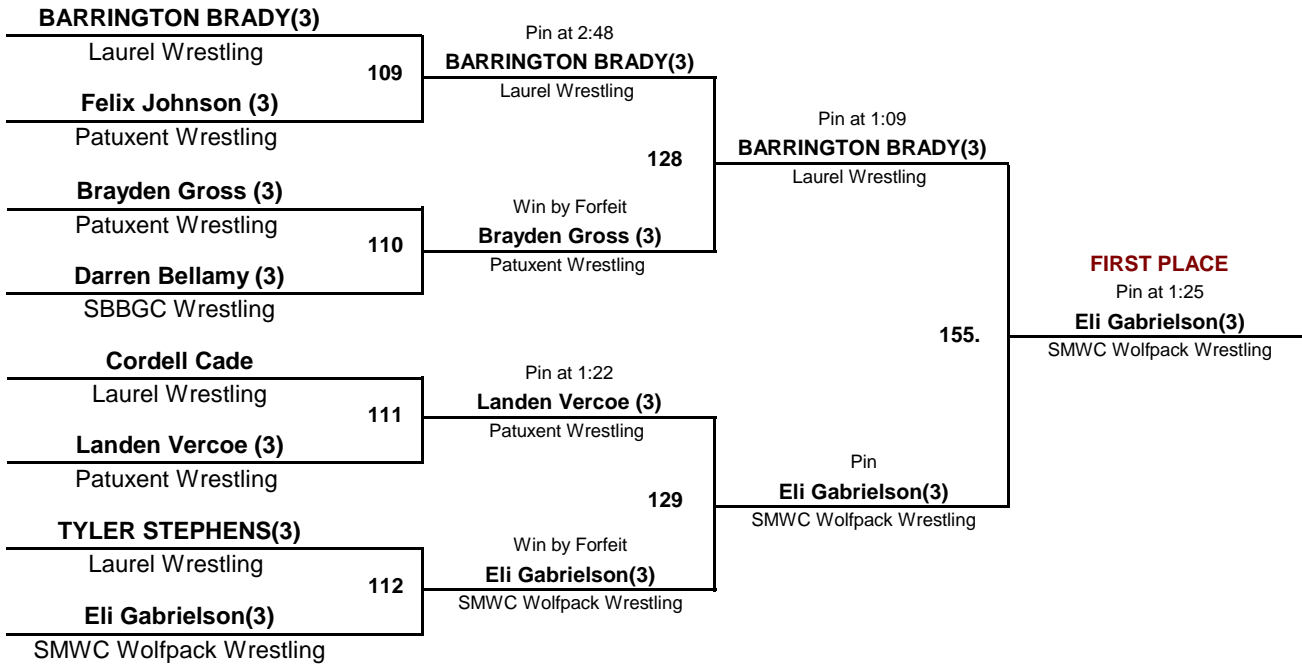 BARRINGTON BRADY(3)
Laurel Wrestling
109
Felix Johnson (3)
Patuxent Wrestling
Brayden Gross (3)
Patuxent Wrestling
110
Darren Bellamy (3)
SBBGC Wrestling
Cordell Cade
Laurel Wrestling
111
Landen Vercoe (3)
Patuxent Wrestling
TYLER STEPHENS(3)
Laurel Wrestling
112
Eli Gabrielson(3)
SMWC Wolfpack Wrestling
Pin at 2:48
BARRINGTON BRADY(3)
Laurel Wrestling
128
Win by Forfeit
Brayden Gross (3)
Patuxent Wrestling
Pin at 1:22
Landen Vercoe (3)
Patuxent Wrestling
129
Win by Forfeit
Eli Gabrielson(3)
SMWC Wolfpack Wrestling
Pin at 1:09
BARRINGTON BRADY(3)
Laurel Wrestling
155.
Pin
Eli Gabrielson(3)
SMWC Wolfpack Wrestling
FIRST PLACE
Pin at 1:25
Eli Gabrielson(3)
SMWC Wolfpack Wrestling